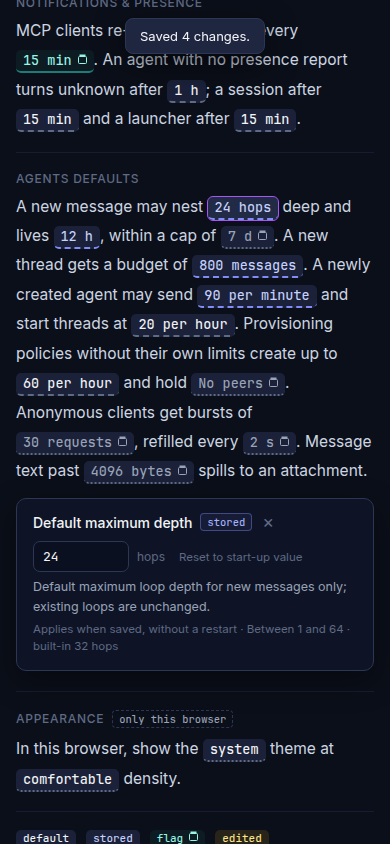 NOTIFICATIONS & PRESENCE
MCP clients re- every
Saved 4 changes.
15 min. An agent with no presence report
turns unknown after 1 h; a session after
15 min and a launcher after 15 min.
AGENTS DEFAULTS
A new message may nest 24 hops deep and
lives 12 h, within a cap of 7 d. A new
thread gets a budget of 800 messages. A newly
created agent may send 90 per minute and
start threads at 20 per hour. Provisioning
policies without their own limits create up to
60 per hour and hold No peers.
Anonymous clients get bursts of
30 requests, refilled every 2 s. Message
text past 4096 bytes spills to an attachment.
Default maximum depth stored ×
24 hops Reset to start-up value
Default maximum loop depth for new messages only;
existing loops are unchanged.
Applies when saved, without a restart · Between 1 and 64 ·
built-in 32 hops
APPEARANCE only this browser
In this browser, show the system theme at
comfortable density.
default stored flag edited